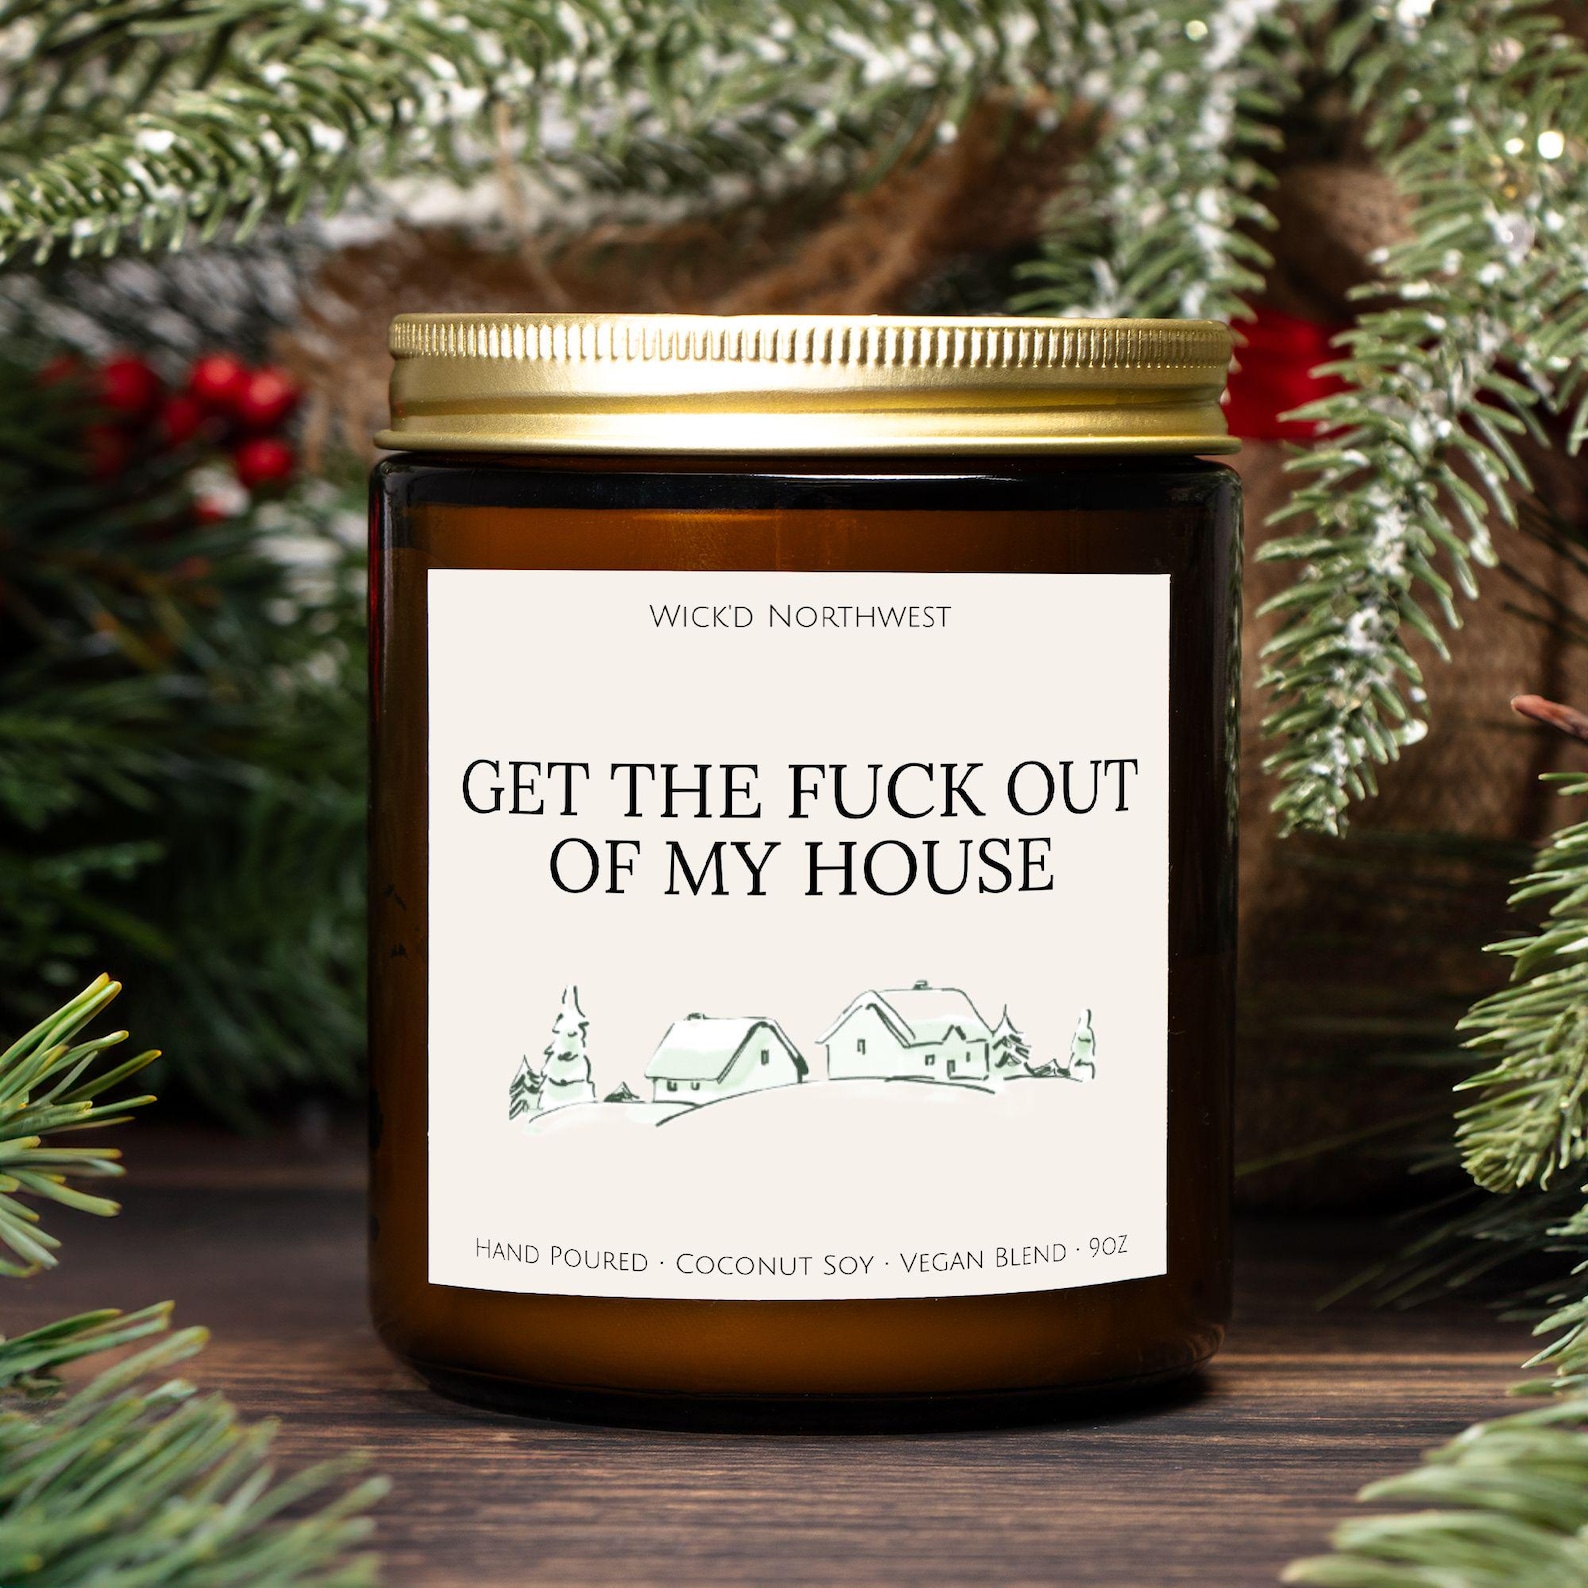 WICK'D NORTHWEST
GET THE FUCK OUT
OF MY HOUSE
HAND POURED · COCONUT SOY · VEGAN BLEND · 9OZ